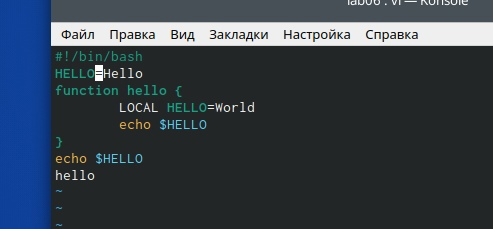 lab06 : vi — Konsole
Файл Правка Вид Закладки Настройка Справка
#!/bin/bash
HELLO=Hello
function hello {
        LOCAL HELLO=World
        echo $HELLO
}
echo $HELLO
hello
~
~
~